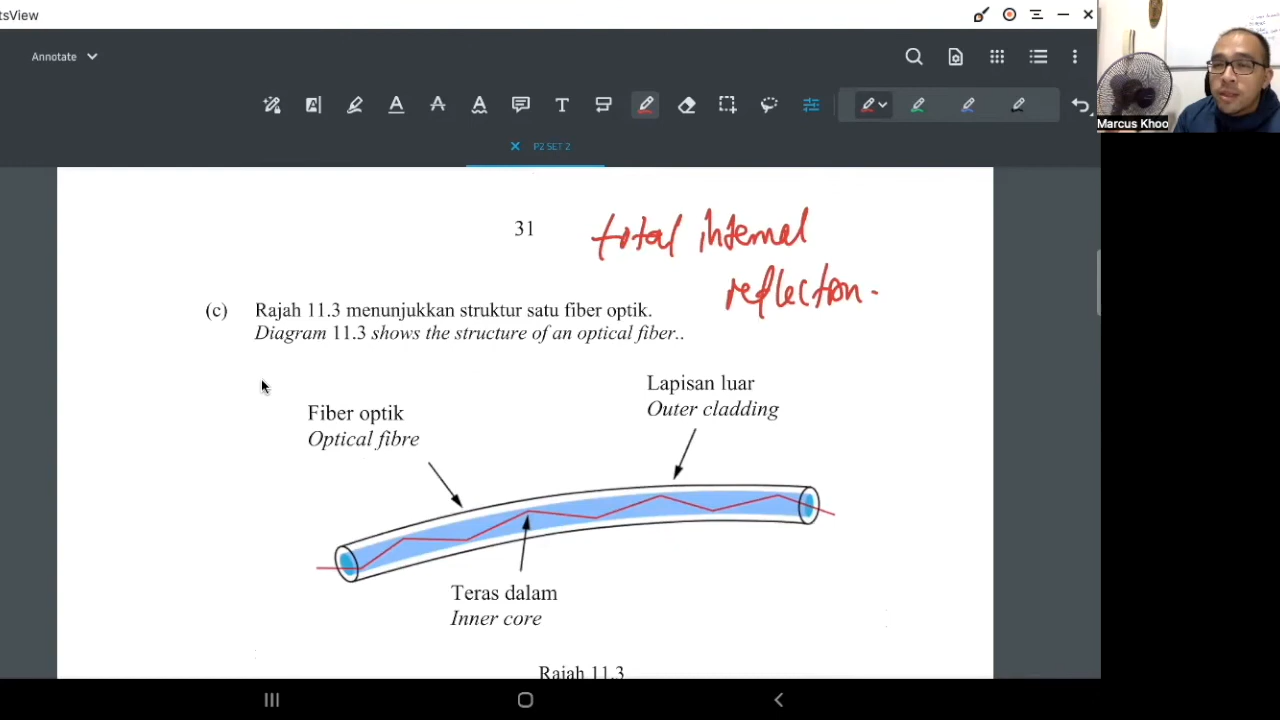 tsView
Annotate
Marcus Khoo
P2 SET 2
31
total internal
reflection.
(c) Rajah 11.3 menunjukkan struktur satu fiber optik.
Diagram 11.3 shows the structure of an optical fiber..
Lapisan luar
Outer cladding
Fiber optik
Optical fibre
Teras dalam
Inner core
Rajah 11.3